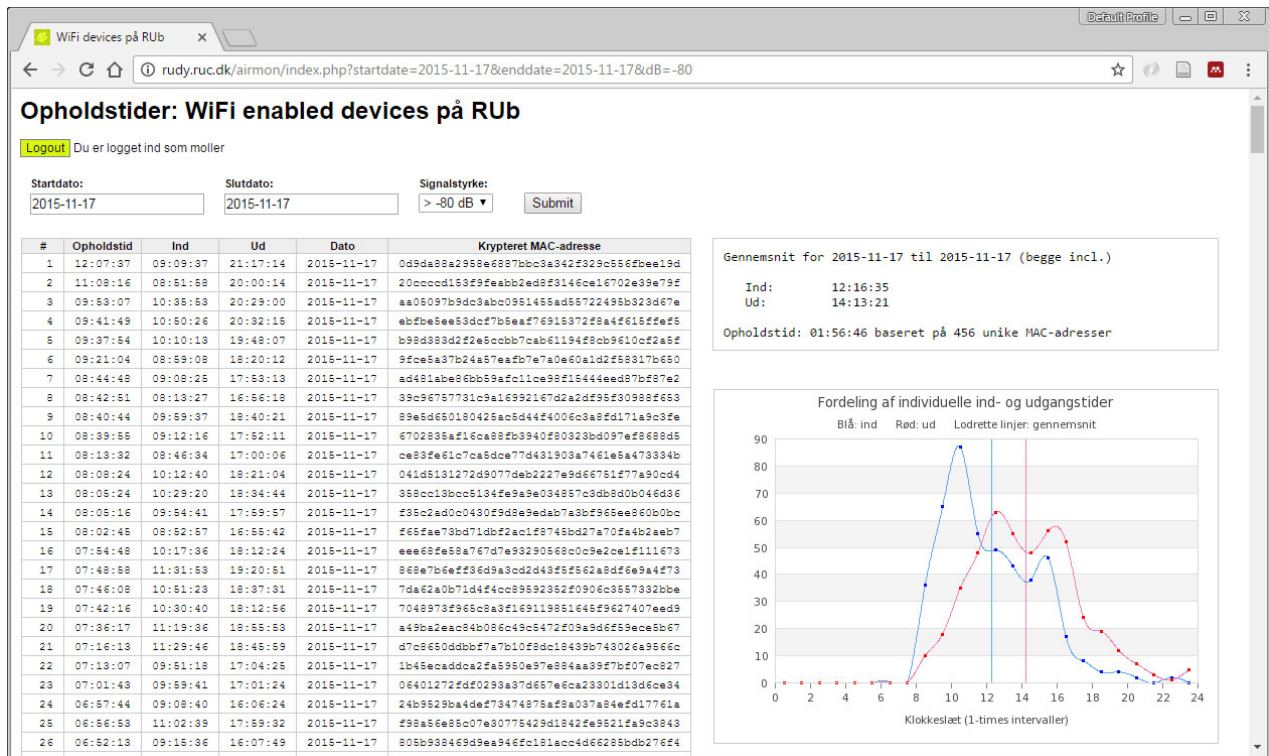 Default Profile
WiFi devices på RUb
rudy.ruc.dk/airmon/index.php?startdate=2015-11-17&enddate=2015-11-17&dB=-80
Opholdstider: WiFi enabled devices på RUb
Logout Du er logget ind som moller
Startdato: Slutdato: Signalstyrke:
2015-11-17 2015-11-17 > -80 dB Submit
# Opholdstid Ind Ud Dato Krypteret MAC-adresse
1 12:07:37 09:09:37 21:17:14 2015-11-17 0d9da88a2958e6887bbc3a342f329c556fbee19d
2 11:08:16 08:51:58 20:00:14 2015-11-17 20ccccd153f9feabb2ed8f3146ce16702e39e79f
3 09:53:07 10:35:53 20:29:00 2015-11-17 aa05097b9dc3abc0951455ad55722495b323d67e
4 09:41:49 10:50:26 20:32:15 2015-11-17 ebfbe5ee53dcf7b5eaf76915372f8a4f615ffef5
5 09:37:54 10:10:13 19:48:07 2015-11-17 b98d383d2f2e5ccbb7cab61194f8cb9610cf2a5f
6 09:21:04 08:59:08 18:20:12 2015-11-17 9fce5a37b24a57eafb7e7a0e60a1d2f58317b650
7 08:44:48 09:08:25 17:53:13 2015-11-17 ad481abe86bb59afc11ce98f15444eed87bf87e2
8 08:42:51 08:13:27 16:56:18 2015-11-17 39c96757731c9a16992167d2a2df95f30988f653
9 08:40:44 09:59:37 18:40:21 2015-11-17 89e5d650180425ac5d44f4006c3a8fd171a9c3fe
10 08:39:55 09:12:16 17:52:11 2015-11-17 6702835af16ca88fb3940f80323bd097ef8688d5
11 08:13:32 08:46:34 17:00:06 2015-11-17 ce83fe61c7ca5dce77d431903a7461e5a473334b
12 08:08:24 10:12:40 18:21:04 2015-11-17 041d5131272d9077deb2227e9d66751f77a90cd4
13 08:05:24 10:29:20 18:34:44 2015-11-17 358cc13bcc5134fe9a9e034857c3db8d0b046d36
14 08:05:16 09:54:41 17:59:57 2015-11-17 f35c2ad0c0430f9d8e9edab7a3bf965ee860b0bc
15 08:02:45 08:52:57 16:55:42 2015-11-17 f65fae73bd71dbf2ac1f8745bd27a70fa4b2aeb7
16 07:54:48 10:17:36 18:12:24 2015-11-17 eee68fe58a767d7e93290568c0c9e2ce1f111673
17 07:48:58 11:31:53 19:20:51 2015-11-17 868e7b6eff36d9a3cd2d43f5f562a8df6e9a4f73
18 07:46:08 10:51:23 18:37:31 2015-11-17 7da62a0b71d4f4cc89592352f0906c3557332bbe
19 07:42:16 10:30:40 18:12:56 2015-11-17 7048973f965c8a3f169119851645f9627407eed9
20 07:36:17 11:19:36 18:55:53 2015-11-17 a49ba2eac84b086c49c5472f09a9d6f59ece5b67
21 07:16:13 11:29:46 18:45:59 2015-11-17 d7c8650ddbbf7a7b10f8dc18439b743026a9566c
22 07:13:07 09:51:18 17:04:25 2015-11-17 1b45ecaddca2fa5950e97e884aa39f7bf07ec827
23 07:01:43 09:59:41 17:01:24 2015-11-17 06401272fdf0293a37d657e6ca23301d13d6ce34
24 06:57:44 09:08:40 16:06:24 2015-11-17 24b9529ba4def73474875af8a037a84efd17761a
25 06:56:53 11:02:39 17:59:32 2015-11-17 f98a56e85c07e30775429d1842fe9521fa9c3843
26 06:52:13 09:15:36 16:07:49 2015-11-17 805b938469d9ea946fc181acc4d66285bdb276f4
Gennemsnit for 2015-11-17 til 2015-11-17 (begge incl.)
Ind: 12:16:35
Ud: 14:13:21
Opholdstid: 01:56:46 baseret på 456 unike MAC-adresser
Fordeling af individuelle ind- og udgangstider
Blå: ind Rød: ud Lodrette linjer: gennemsnit
90
80
70
60
50
40
30
20
10
0
0 2 4 6 8 10 12 14 16 18 20 22 24
Klokkeslæt (1-times intervaller)